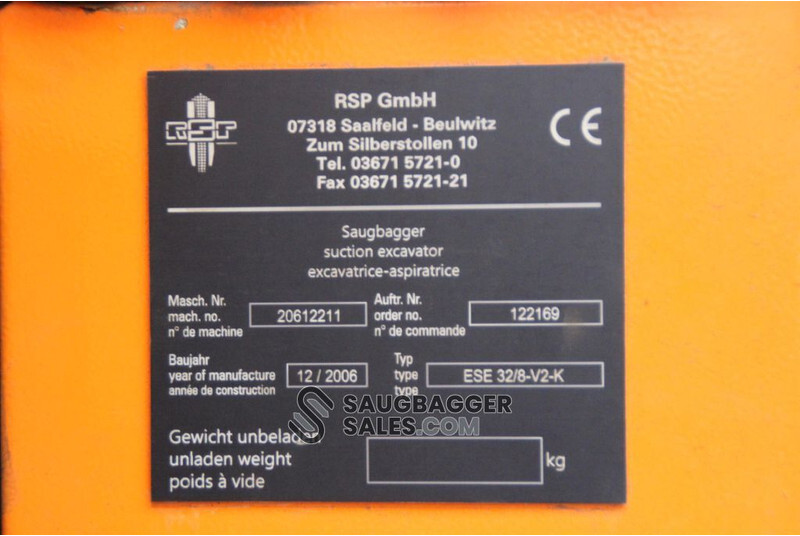 RSP GmbH
07318 Saalfeld - Beulwitz
Zum Silberstollen 10
Tel. 03671 5721-0
Fax 03671 5721-21
RSP
CE
Saugbagger
suction excavator
excavatrice-aspiratrice
Masch. Nr.
mach. no.
n° de machine
20612211
Auftr. Nr.
order no.
n° de commande
122169
Baujahr
year of manufacture
année de construction
12 / 2006
Typ
type
type
ESE 32/8-V2-K
SAUGBAGGER
SALES.COM
Gewicht unbeladen
unladen weight
poids à vide
kg